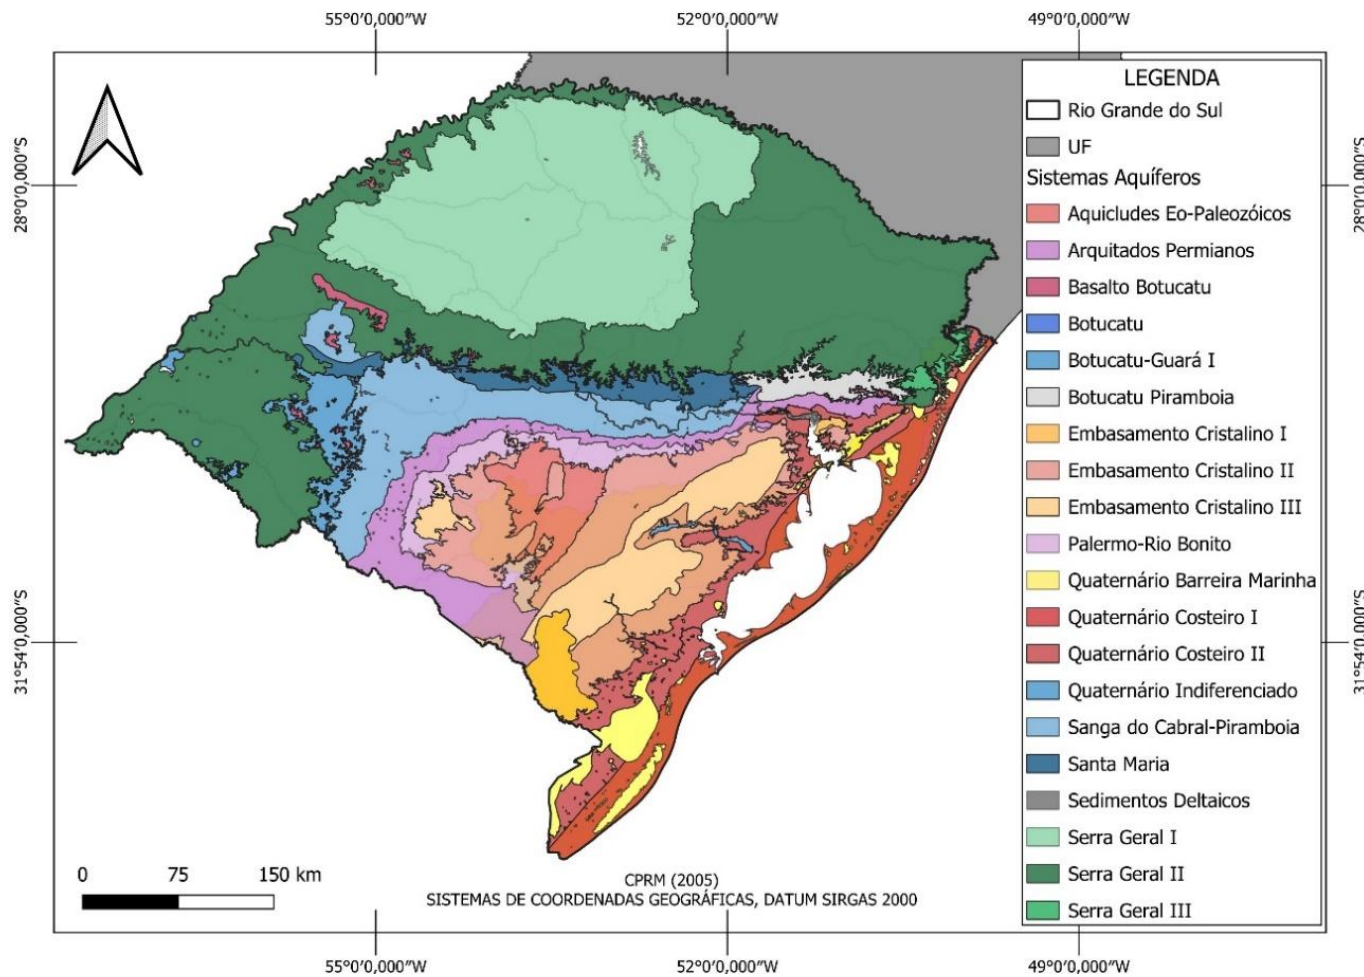 55°0'0,000"W
52°0'0,000"W
49°0'0,000"W
28°0'0,000"S
28°0'0,000"S
31°54'0,000"S
31°54'0,000"S
LEGENDA
Rio Grande do Sul
UF
Sistemas Aquíferos
Aquicludes Eo-Paleozóicos
Arquitados Permianos
Basalto Botucatu
Botucatu
Botucatu-Guará I
Botucatu Piramboia
Embasamento Cristalino I
Embasamento Cristalino II
Embasamento Cristalino III
Palermo-Rio Bonito
Quaternário Barreira Marinha
Quaternário Costeiro I
Quaternário Costeiro II
Quaternário Indiferenciado
Sanga do Cabral-Piramboia
Santa Maria
Sedimentos Deltaicos
Serra Geral I
Serra Geral II
Serra Geral III
0 75 150 km
CPRM (2005)
SISTEMAS DE COORDENADAS GEOGRÁFICAS, DATUM SIRGAS 2000
55°0'0,000"W
52°0'0,000"W
49°0'0,000"W